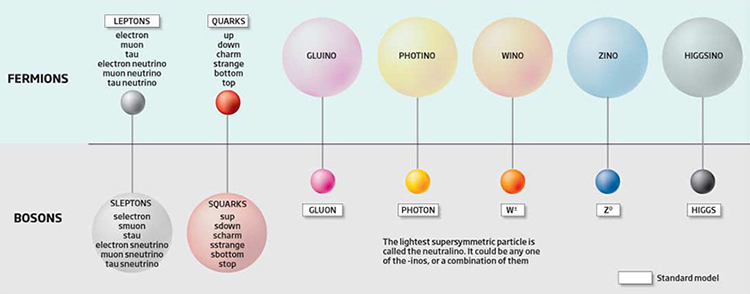 LEPTONS
electron
muon
tau
electron neutrino
muon neutrino
tau neutrino
QUARKS
up
down
charm
strange
bottom
top
GLUINO
PHOTINO
WINO
ZINO
HIGGSINO
FERMIONS
BOSONS
SLEPTONS
selectron
smuon
stau
electron sneutrino
muon sneutrino
tau sneutrino
SQUARKS
sup
sdown
scharm
sstrange
sbottom
stop
GLUON
PHOTON
W±
Z⁰
HIGGS
The lightest supersymmetric particle is
called the neutralino. It could be any one
of the -inos, or a combination of them
Standard model